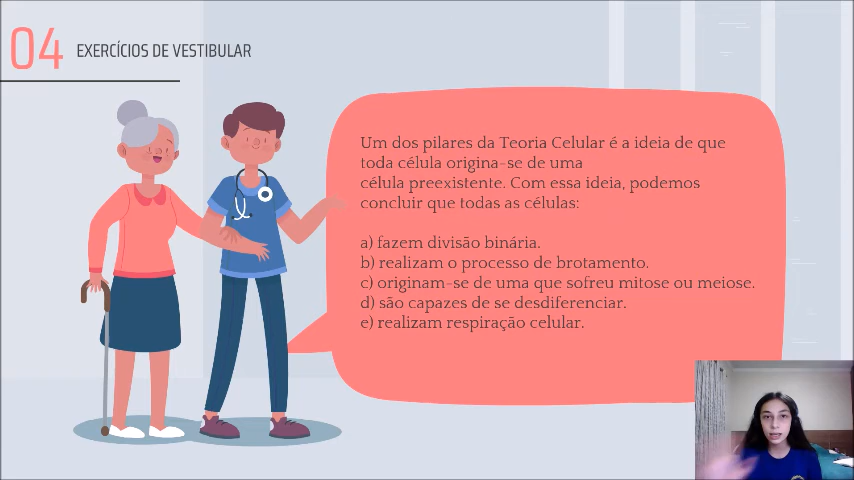 04 EXERCÍCIOS DE VESTIBULAR
Um dos pilares da Teoria Celular é a ideia de que
toda célula origina-se de uma
célula preexistente. Com essa ideia, podemos
concluir que todas as células:
a) fazem divisão binária.
b) realizam o processo de brotamento.
c) originam-se de uma que sofreu mitose ou meiose.
d) são capazes de se desdiferenciar.
e) realizam respiração celular.